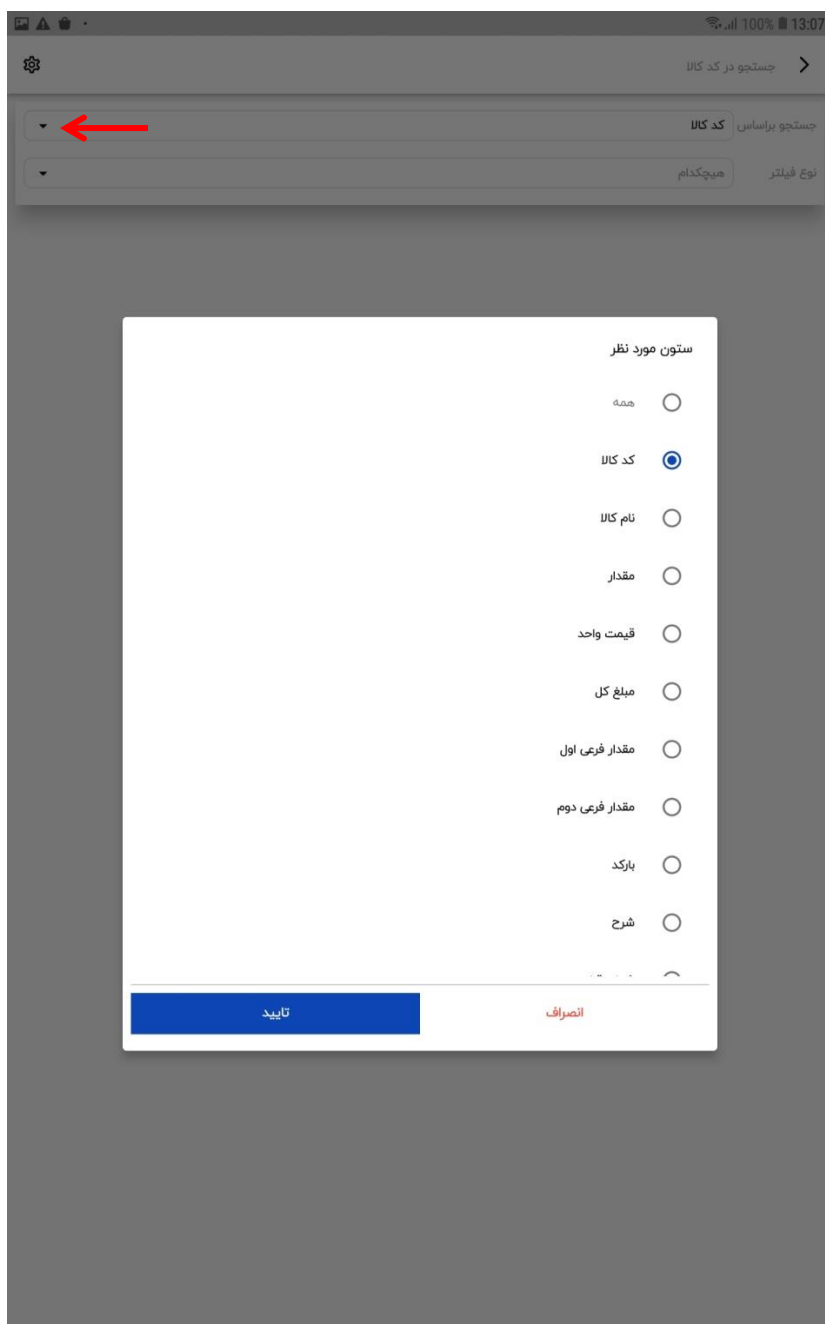 100% 13:07
جستجو در کد کالا
جستجو براساس کد کالا
نوع فیلتر هیچکدام
ستون مورد نظر
همه
کد کالا
نام کالا
مقدار
قیمت واحد
مبلغ کل
مقدار فرعی اول
مقدار فرعی دوم
بارکد
شرح
انصراف تایید